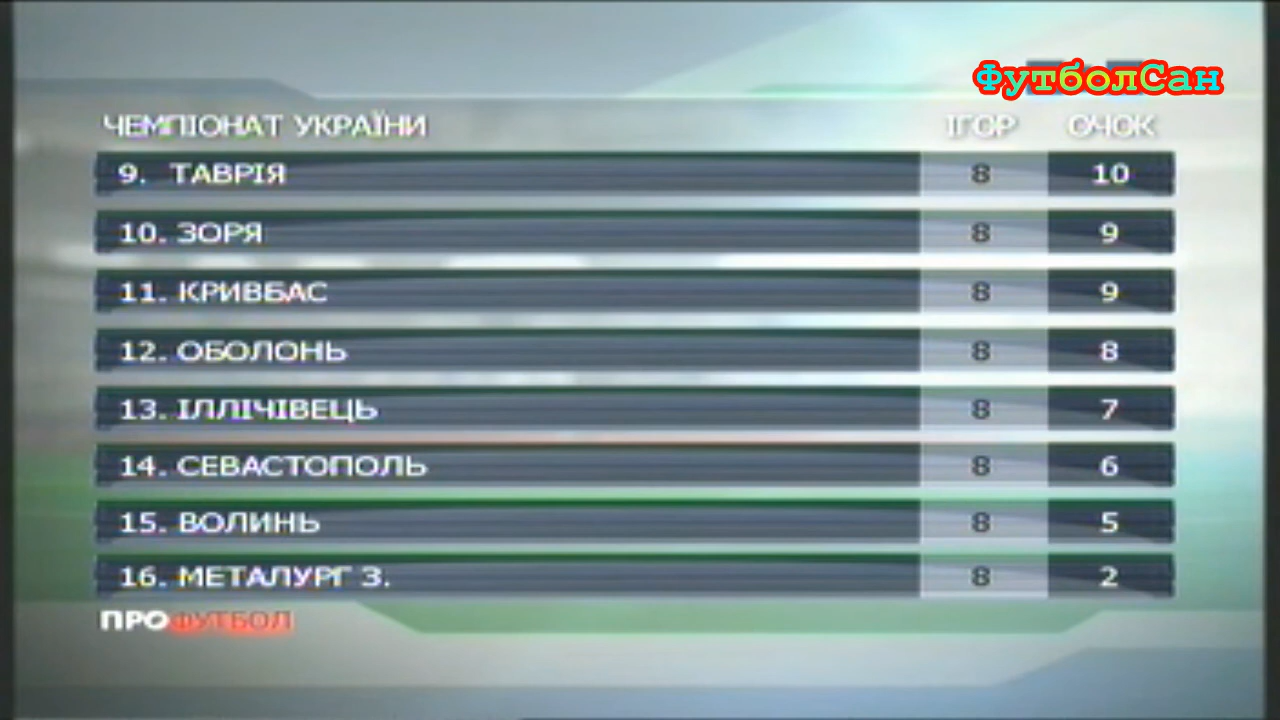 ФутболСан
ЧЕМПІОНАТ УКРАЇНИ ІГОР ОЧОК
9. ТАВРІЯ 8 10
10. ЗОРЯ 8 9
11. КРИВБАС 8 9
12. ОБОЛОНЬ 8 8
13. ІЛЛІЧІВЕЦЬ 8 7
14. СЕВАСТОПОЛЬ 8 6
15. ВОЛИНЬ 8 5
16. МЕТАЛУРГ З. 8 2
ПРОФУТБОЛ